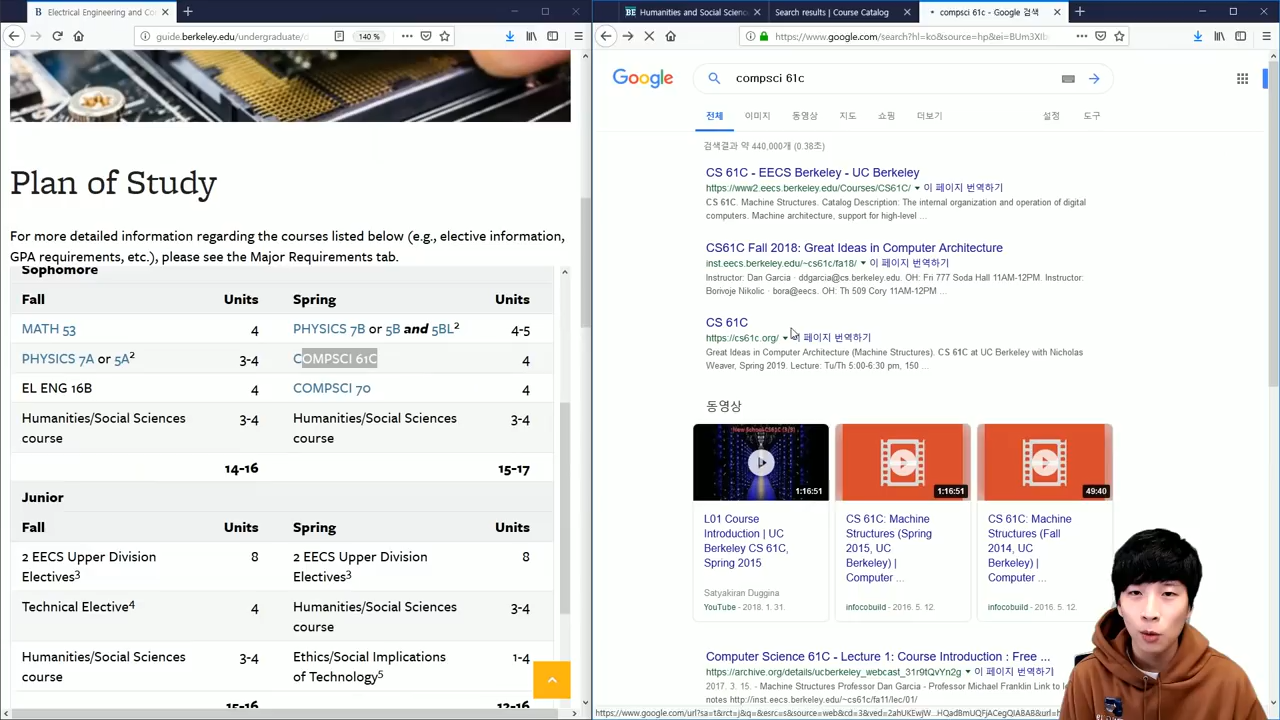 Electrical Engineering and Co
guide.berkeley.edu/undergraduate/d
140 %
Plan of Study
For more detailed information regarding the courses listed below (e.g., elective information,
GPA requirements, etc.), please see the Major Requirements tab.
Sophomore
Fall Units Spring Units
MATH 53 4 PHYSICS 7B or 5B and 5BL2 4-5
PHYSICS 7A or 5A2 3-4 COMPSCI 61C 4
EL ENG 16B 4 COMPSCI 70 4
Humanities/Social Sciences course 3-4 Humanities/Social Sciences course 3-4
14-16 15-17
Junior
Fall Units Spring Units
2 EECS Upper Division Electives3 8 2 EECS Upper Division Electives3 8
Technical Elective4 4 Humanities/Social Sciences course 3-4
Humanities/Social Sciences course 3-4 Ethics/Social Implications of Technology5 1-4
15-16 12-16
BE Humanities and Social Scienc
Search results | Course Catalog
compsci 61c - Google 검색
https://www.google.com/search?hl=ko&source=hp&ei=
Google
compsci 61c
전체 이미지 동영상 지도 쇼핑 더보기 설정 도구
검색결과 약 440,000개 (0.38초)
CS 61C - EECS Berkeley - UC Berkeley
https://www2.eecs.berkeley.edu/Courses/CS61C/ 이 페이지 번역하기
CS 61C. Machine Structures. Catalog Description: The internal organization and operation of digital
computers. Machine architecture, support for high-level ...
CS61C Fall 2018: Great Ideas in Computer Architecture
inst.eecs.berkeley.edu/~cs61c/fa18/ 이 페이지 번역하기
Instructor: Dan Garcia · ddgarcia@cs.berkeley.edu. OH: Fri 777 Soda Hall 11AM-12PM. Instructor:
Borivoje Nikolic · bora@eecs. OH: Th 509 Cory 11AM-12PM ...
CS 61C
https://cs61c.org/ 이 페이지 번역하기
Great Ideas in Computer Architecture (Machine Structures). CS 61C at UC Berkeley with Nicholas
Weaver, Spring 2019. Lecture: Tu/Th 5:00-6:30 pm, 150 ...
동영상
1:16:51
1:16:51
49:40
L01 Course
Introduction | UC
Berkeley CS 61C,
Spring 2015
Satyakiran Duggina
YouTube - 2018. 1. 31.
CS 61C: Machine
Structures (Spring
2015, UC
Berkeley) |
Computer ...
infocobuild - 2016. 5. 12.
CS 61C: Machine
Structures (Fall
2014, UC
Berkeley) |
Computer ...
infocobuild - 2016. 5. 12.
Computer Science 61C - Lecture 1: Course Introduction : Free ...
https://archive.org/details/ucberkeley_webcast_31r9tQvYn2g 이 페이지 번역하기
2017. 3. 15. - Machine Structures Professor Dan Garcia - Professor Michael Franklin Link to l
notes http://inst.eecs.berkeley.edu/~cs61c/fa11/lec/01/